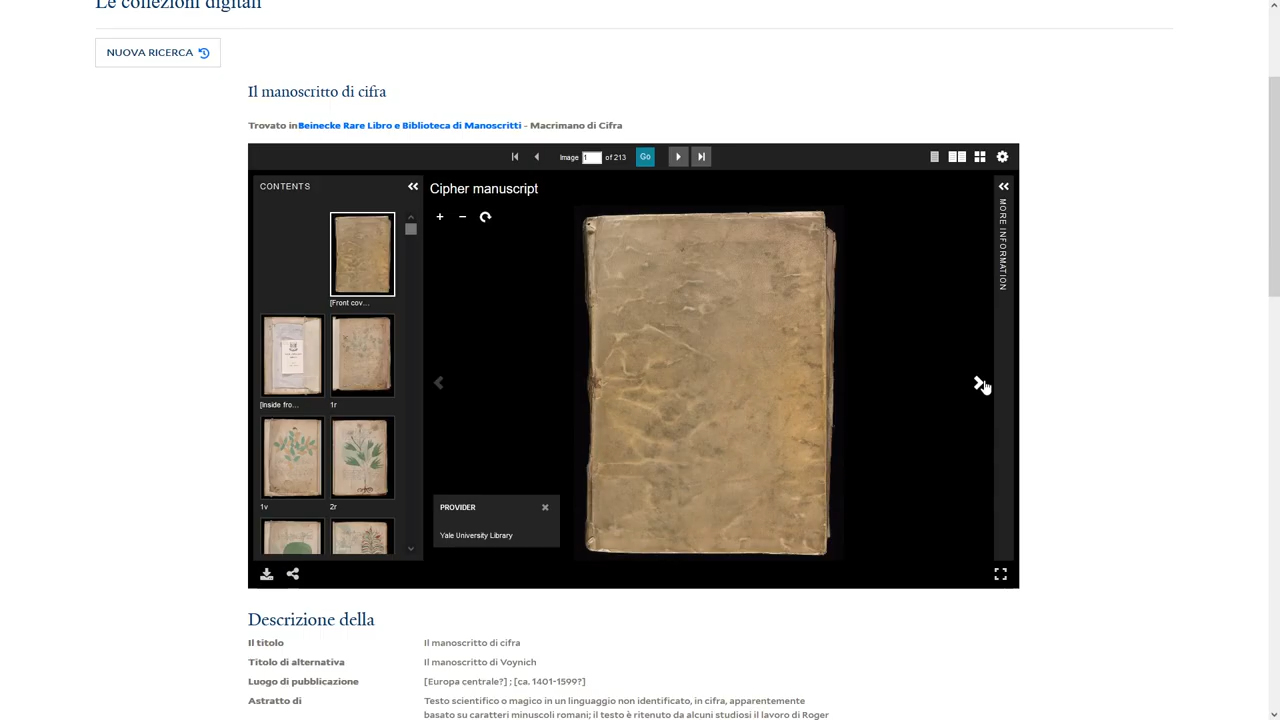 Le collezioni digitali
NUOVA RICERCA
Il manoscritto di cifra
Trovato inBeinecke Rare Libro e Biblioteca di Manoscritti - Macrimano di Cifra
Image 1 of 213 Go
CONTENTS
Cipher manuscript
MORE INFORMATION
[Front cov...
[Inside fro...
1r
1v
2r
PROVIDER
Yale University Library
Descrizione della
Il titolo Il manoscritto di cifra
Titolo di alternativa Il manoscritto di Voynich
Luogo di pubblicazione [Europa centrale?] ; [ca. 1401-1599?]
Astratto di Testo scientifico o magico in un linguaggio non identificato, in cifra, apparentemente
basato su caratteri minuscoli romani; il testo è ritenuto da alcuni studiosi il lavoro di Roger